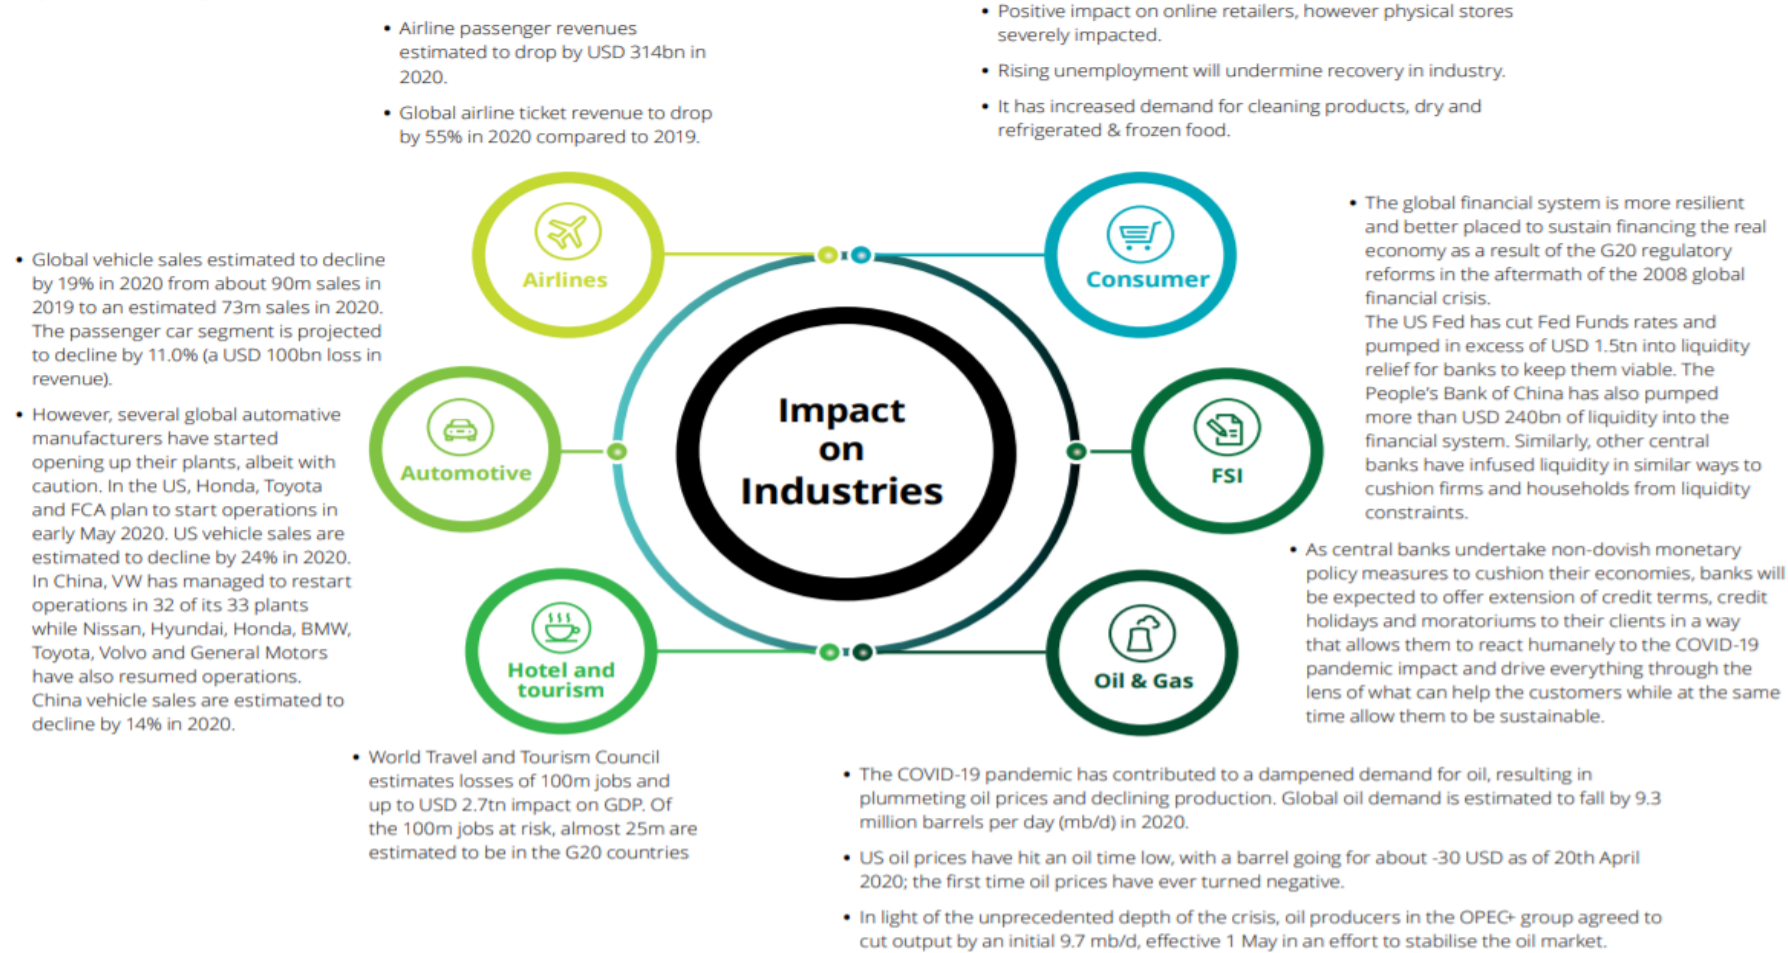 • Airline passenger revenues
estimated to drop by USD 314bn in
2020.
• Global airline ticket revenue to drop
by 55% in 2020 compared to 2019.
• Positive impact on online retailers, however physical stores
severely impacted.
• Rising unemployment will undermine recovery in industry.
• It has increased demand for cleaning products, dry and
refrigerated & frozen food.
Airlines
Consumer
• Global vehicle sales estimated to decline
by 19% in 2020 from about 90m sales in
2019 to an estimated 73m sales in 2020.
The passenger car segment is projected
to decline by 11.0% (a USD 100bn loss in
revenue).
• However, several global automative
manufacturers have started
opening up their plants, albeit with
caution. In the US, Honda, Toyota
and FCA plan to start operations in
early May 2020. US vehicle sales are
estimated to decline by 24% in 2020.
In China, VW has managed to restart
operations in 32 of its 33 plants
while Nissan, Hyundai, Honda, BMW,
Toyota, Volvo and General Motors
have also resumed operations.
China vehicle sales are estimated to
decline by 14% in 2020.
Automotive
Impact
on
Industries
FSI
• The global financial system is more resilient
and better placed to sustain financing the real
economy as a result of the G20 regulatory
reforms in the aftermath of the 2008 global
financial crisis.
The US Fed has cut Fed Funds rates and
pumped in excess of USD 1.5tn into liquidity
relief for banks to keep them viable. The
People's Bank of China has also pumped
more than USD 240bn of liquidity into the
financial system. Similarly, other central
banks have infused liquidity in similar ways to
cushion firms and households from liquidity
constraints.
• As central banks undertake non-dovish monetary
policy measures to cushion their economies, banks will
be expected to offer extension of credit terms, credit
holidays and moratoriums to their clients in a way
that allows them to react humanely to the COVID-19
pandemic impact and drive everything through the
lens of what can help the customers while at the same
time allow them to be sustainable.
Hotel and
tourism
Oil & Gas
• World Travel and Tourism Council
estimates losses of 100m jobs and
up to USD 2.7tn impact on GDP. Of
the 100m jobs at risk, almost 25m are
estimated to be in the G20 countries
• The COVID-19 pandemic has contributed to a dampened demand for oil, resulting in
plummeting oil prices and declining production. Global oil demand is estimated to fall by 9.3
million barrels per day (mb/d) in 2020.
• US oil prices have hit an oil time low, with a barrel going for about -30 USD as of 20th April
2020; the first time oil prices have ever turned negative.
• In light of the unprecedented depth of the crisis, oil producers in the OPEC+ group agreed to
cut output by an initial 9.7 mb/d, effective 1 May in an effort to stabilise the oil market.